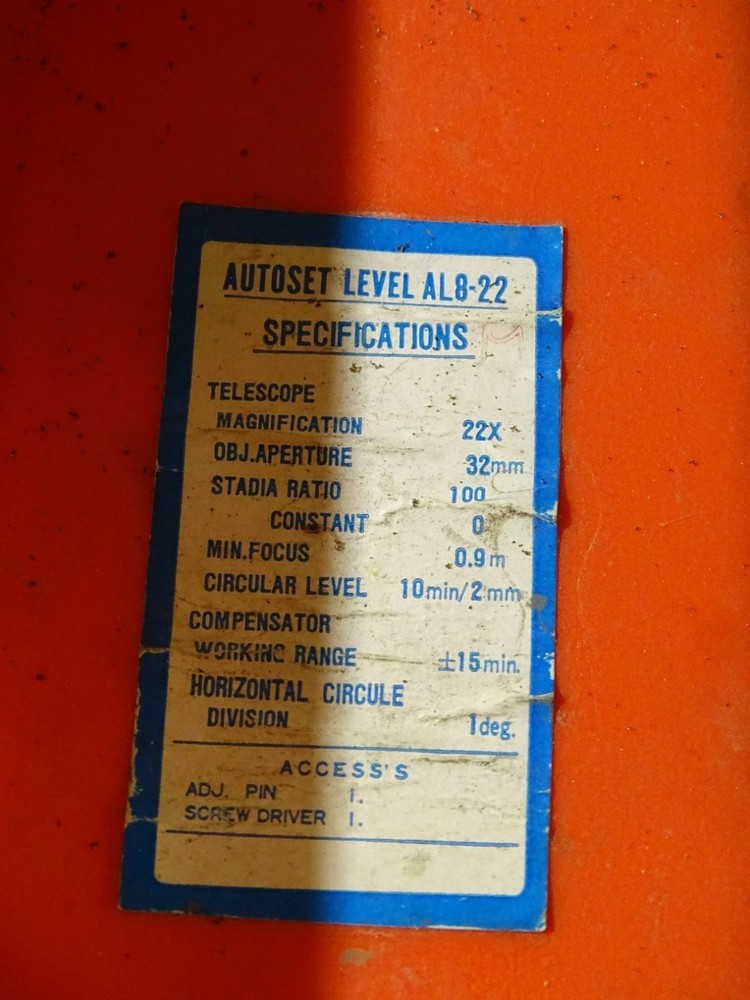 AUTOSET LEVEL AL8-22
SPECIFICATIONS
TELESCOPE
MAGNIFICATION 22X
OBJ.APERTURE 32mm
STADIA RATIO 100
CONSTANT 0
MIN.FOCUS 0.9m
CIRCULAR LEVEL 10min/2mm
COMPENSATOR
WORKING RANGE ±15min.
HORIZONTAL CIRCULE
DIVISION 1deg.
ACCESS'S
ADJ. PIN 1.
SCREW DRIVER 1.